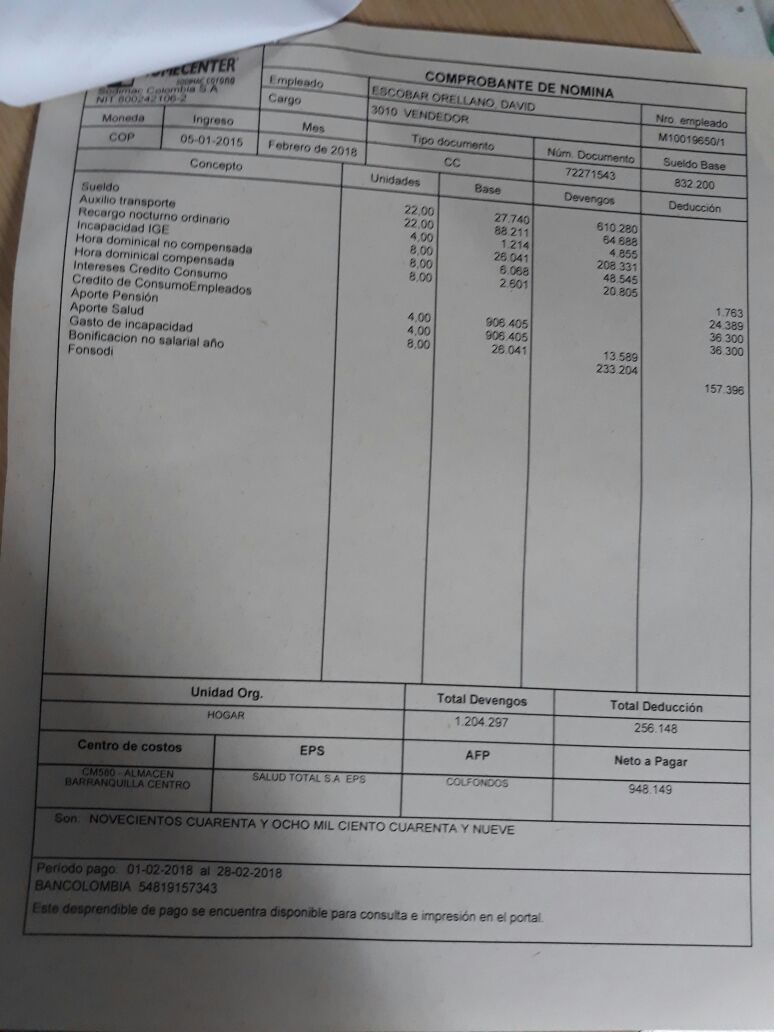 HOMECENTER
SODIMAC corona
Sodimac Colombia S.A
NIT 800242106-2
COMPROBANTE DE NOMINA
Empleado ESCOBAR ORELLANO, DAVID
Cargo 3010 VENDEDOR
Nro. empleado
M10019650/1
Moneda Ingreso Mes Tipo documento Núm. Documento Sueldo Base
COP 05-01-2015 Febrero de 2018 CC 72271543 832.200
Concepto Unidades Base Devengos Deducción
Sueldo 22,00 27.740 610.280
Auxilio transporte 22,00 88.211 64.688
Recargo nocturno ordinario 4,00 1.214 4.855
Incapacidad IGE 8,00 26.041 208.331
Hora dominical no compensada 8,00 6.068 48.545
Hora dominical compensada 8,00 2.601 20.805
Intereses Credito Consumo 1.763
Credito de ConsumoEmpleados 24.389
Aporte Pensión 4,00 906.405 36.300
Aporte Salud 4,00 906.405 36.300
Gasto de incapacidad 8,00 26.041 13.589
Bonificacion no salarial año 233.204
Fonsodi 157.396
Unidad Org. Total Devengos Total Deducción
HOGAR 1.204.297 256.148
Centro de costos EPS AFP Neto a Pagar
CM560 - ALMACEN
BARRANQUILLA CENTRO SALUD TOTAL S.A EPS COLFONDOS 948.149
Son: NOVECIENTOS CUARENTA Y OCHO MIL CIENTO CUARENTA Y NUEVE
Período pago: 01-02-2018 al 28-02-2018
BANCOLOMBIA 54819157343
Este desprendible de pago se encuentra disponible para consulta e impresión en el portal.